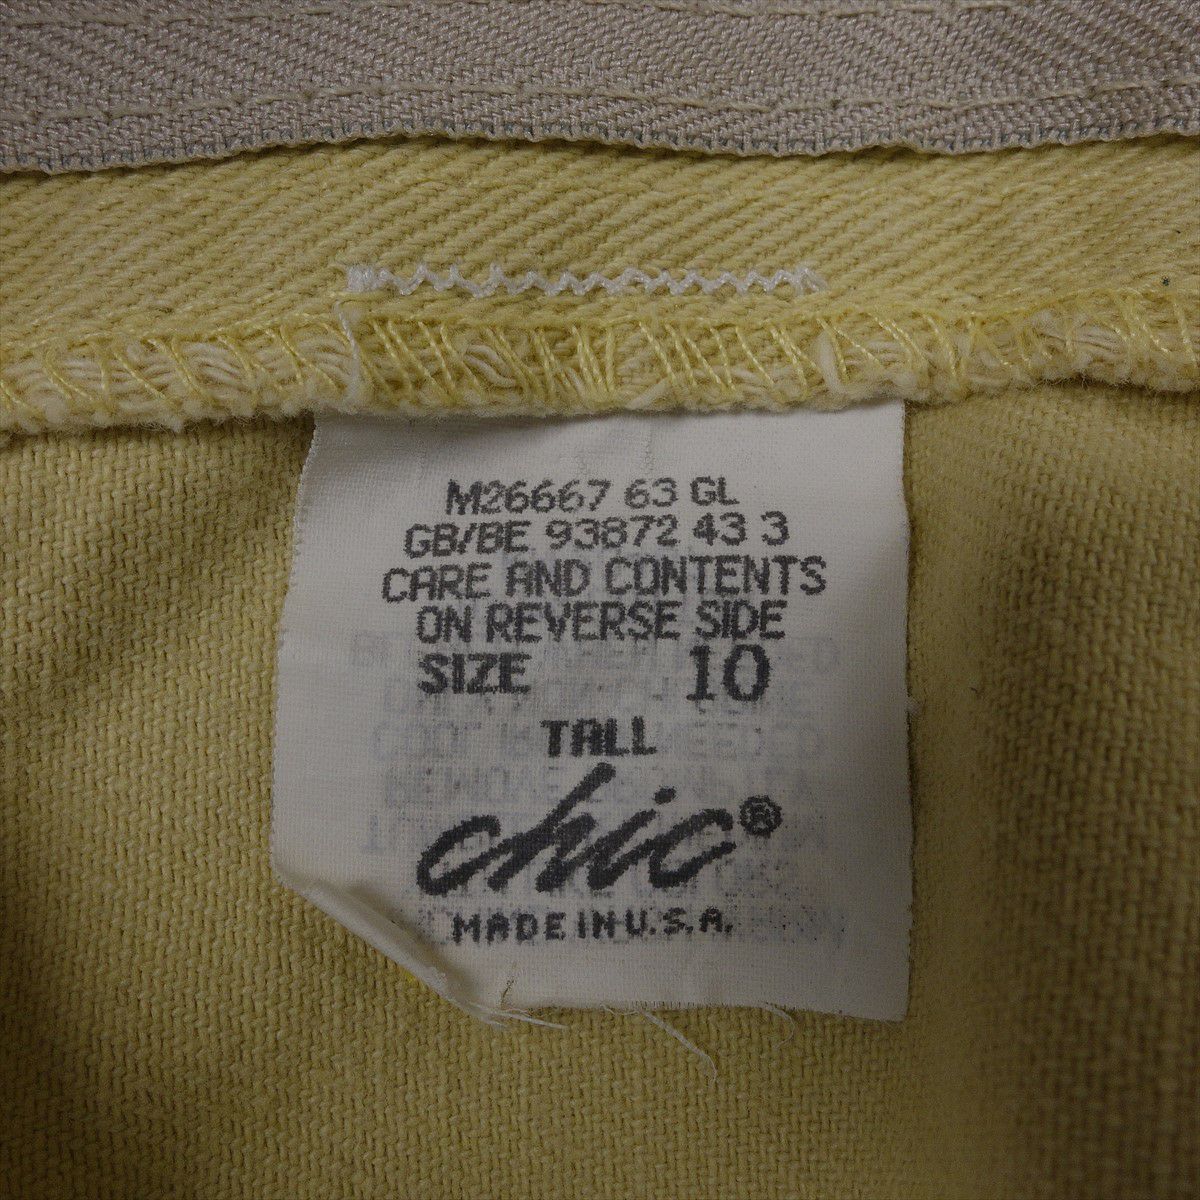 M26667 63 GL
GB/BE 93872 43 3
CARE AND CONTENTS
ON REVERSE SIDE
SIZE 10
TALL
chic®
MADE IN U.S.A.